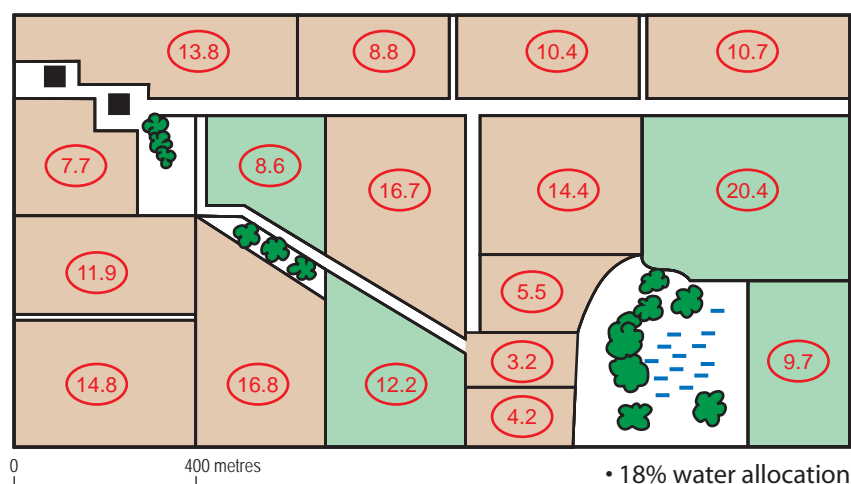 13.8 8.8 10.4 10.7
7.7 8.6 16.7 14.4 20.4
11.9 5.5
14.8 16.8 12.2 3.2 9.7
4.2
0 400 metres
• 18% water allocation